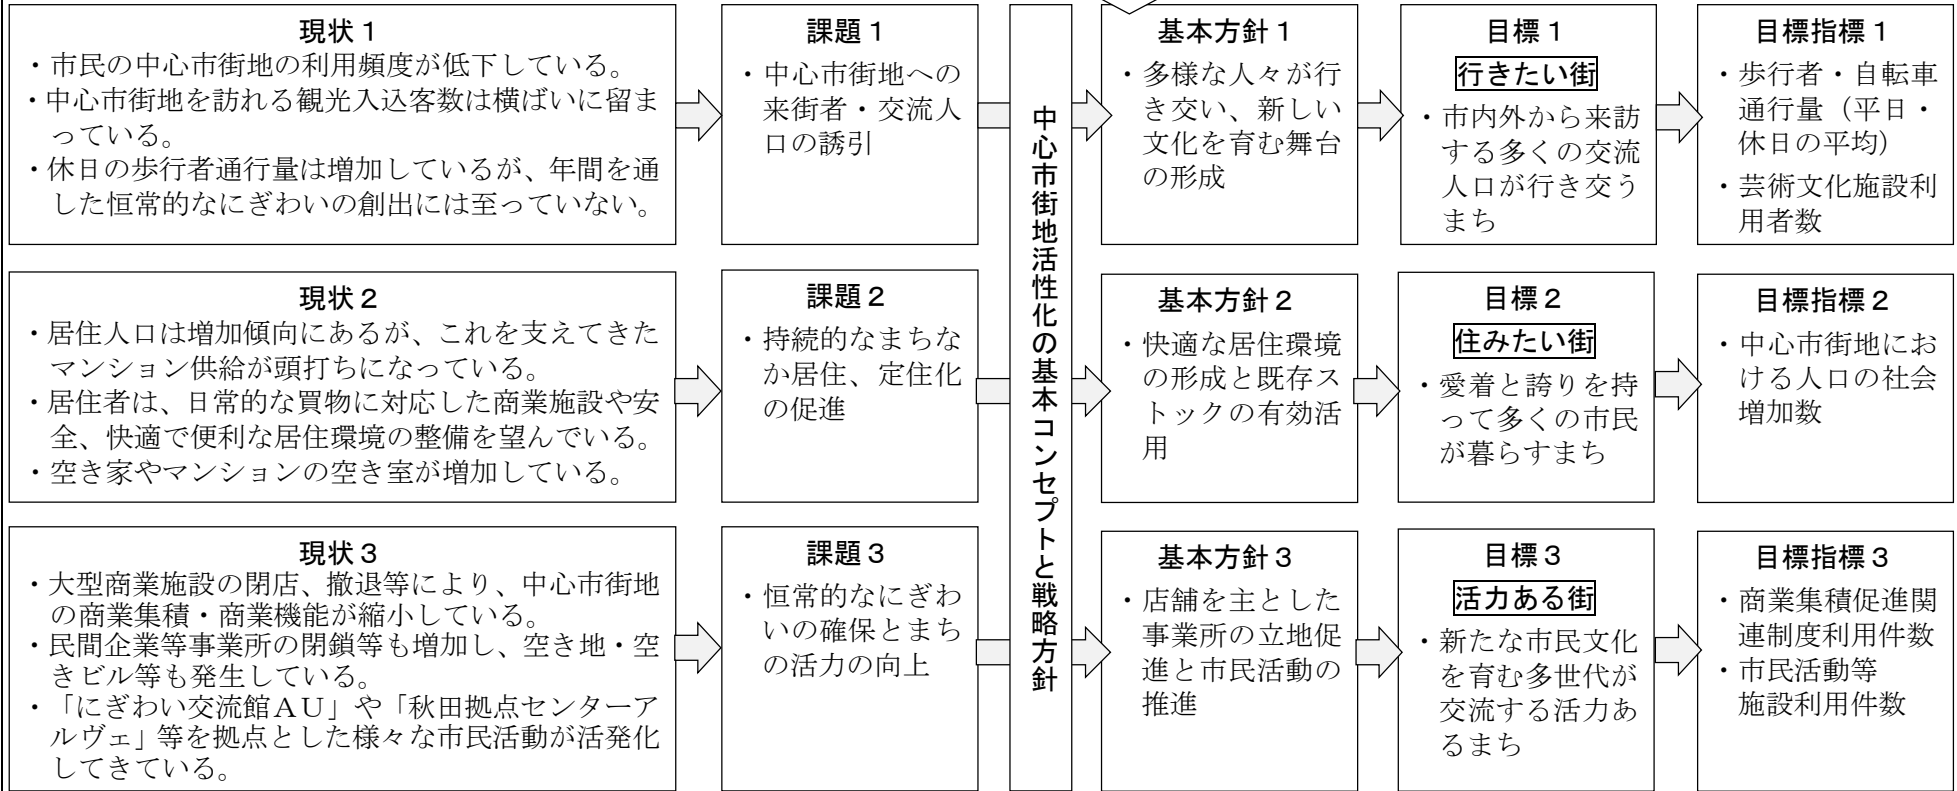 現状1
・市民の中心市街地の利用頻度が低下している。
・中心市街地を訪れる観光入込客数は横ばいに留ま
っている。
・休日の歩行者通行量は増加しているが、年間を通
した恒常的なにぎわいの創出には至っていない。
課題1
・中心市街地への
来街者・交流人
口の誘引
中心市街地活性化の基本コンセプトと戦略方針
基本方針1
・多様な人々が行
き交い、新しい
文化を育む舞台
の形成
目標1
行きたい街
・市内外から来訪
する多くの交流
人口が行き交う
まち
目標指標1
・歩行者・自転車
通行量（平日・
休日の平均）
・芸術文化施設利
用者数
現状2
・居住人口は増加傾向にあるが、これを支えてきた
マンション供給が頭打ちになっている。
・居住者は、日常的な買物に対応した商業施設や安
全、快適で便利な居住環境の整備を望んでいる。
・空き家やマンションの空き室が増加している。
課題2
・持続的なまちな
か居住、定住化
の促進
基本方針2
・快適な居住環境
の形成と既存ス
トックの有効活
用
目標2
住みたい街
・愛着と誇りを持
って多くの市民
が暮らすまち
目標指標2
・中心市街地にお
ける人口の社会
増加数
現状3
・大型商業施設の閉店、撤退等により、中心市街地
の商業集積・商業機能が縮小している。
・民間企業等事業所の閉鎖等も増加し、空き地・空
きビル等も発生している。
・「にぎわい交流館ＡＵ」や「秋田拠点センターア
ルヴェ」等を拠点とした様々な市民活動が活発化
してきている。
課題3
・恒常的なにぎわ
いの確保とまち
の活力の向上
基本方針3
・店舗を主とした
事業所の立地促
進と市民活動の
推進
目標3
活力ある街
・新たな市民文化
を育む多世代が
交流する活力あ
るまち
目標指標3
・商業集積促進関
連制度利用件数
・市民活動等
施設利用件数